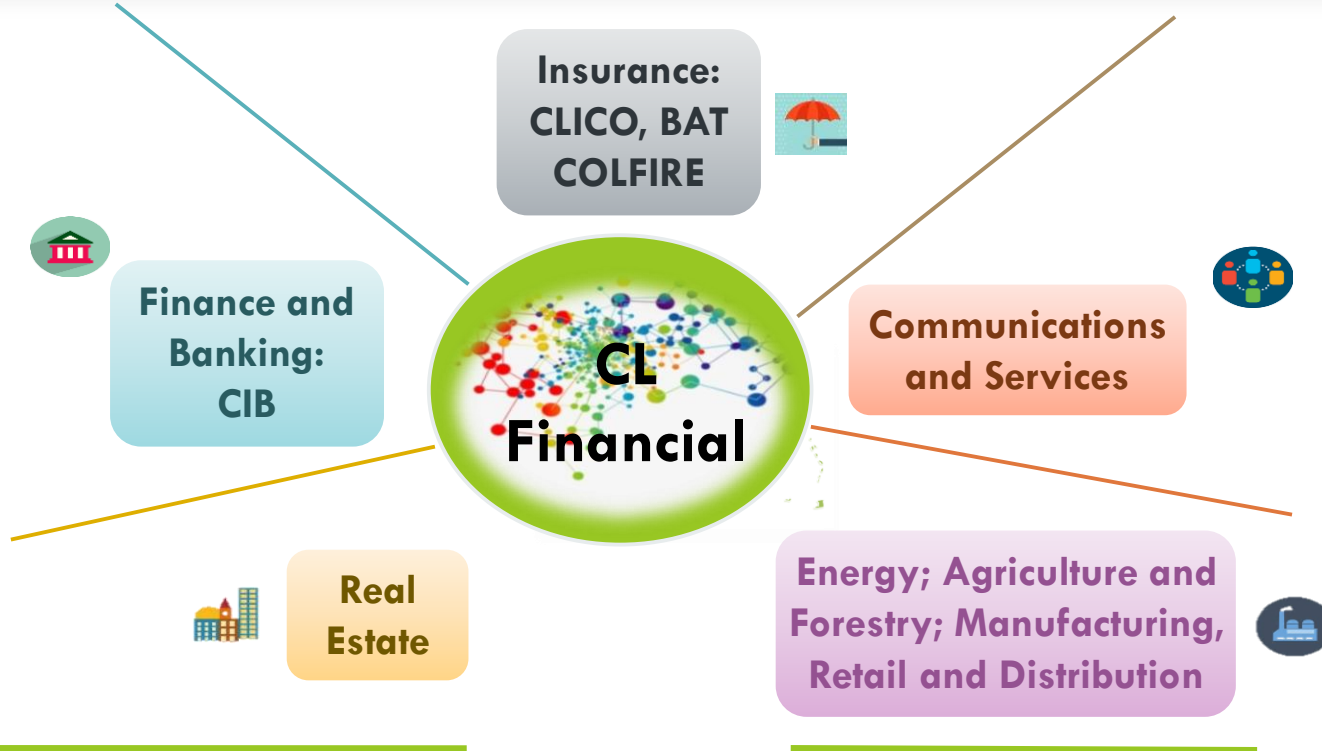 Insurance:
CLICO, BAT
COLFIRE
Finance and
Banking:
CIB
CL
Financial
Communications
and Services
Real
Estate
Energy; Agriculture and
Forestry; Manufacturing,
Retail and Distribution